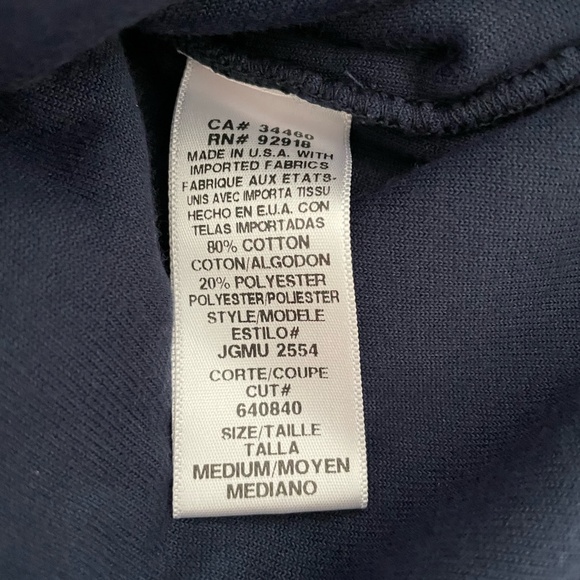 CA# 34460
RN# 92918
MADE IN U.S.A. WITH
IMPORTED FABRICS
FABRIQUE AUX ETATS-
UNIS AVEC IMPORTA TISSU
HECHO EN E.U.A. CON
TELAS IMPORTADAS
80% COTTON
COTON/ALGODON
20% POLYESTER
POLYESTER/POLIESTER
STYLE/MODELE
ESTILO#
JGMU 2554
CORTE/COUPE
CUT#
640840
SIZE/TAILLE
TALLA
MEDIUM/MOYEN
MEDIANO